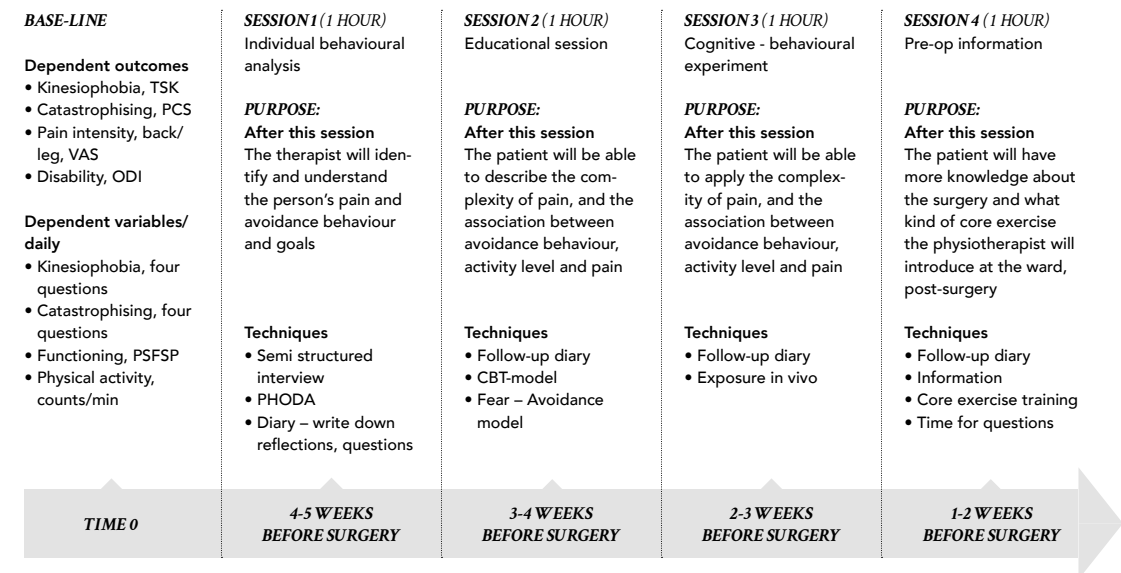 BASE-LINE
Dependent outcomes
• Kinesiophobia, TSK
• Catastrophising, PCS
• Pain intensity, back/
leg, VAS
• Disability, ODI
Dependent variables/
daily
• Kinesiophobia, four
questions
• Catastrophising, four
questions
• Functioning, PSFSP
• Physical activity,
counts/min
TIME 0
SESSION 1 (1 HOUR)
Individual behavioural
analysis
PURPOSE:
After this session
The therapist will iden-
tify and understand
the person's pain and
avoidance behaviour
and goals
Techniques
• Semi structured
interview
• PHODA
• Diary – write down
reflections, questions
4-5 WEEKS
BEFORE SURGERY
SESSION 2 (1 HOUR)
Educational session
PURPOSE:
After this session
The patient will be able
to describe the com-
plexity of pain, and the
association between
avoidance behaviour,
activity level and pain
Techniques
• Follow-up diary
• CBT-model
• Fear – Avoidance
model
3-4 WEEKS
BEFORE SURGERY
SESSION 3 (1 HOUR)
Cognitive - behavioural
experiment
PURPOSE:
After this session
The patient will be able
to apply the complex-
ity of pain, and the
association between
avoidance behaviour,
activity level and pain
Techniques
• Follow-up diary
• Exposure in vivo
2-3 WEEKS
BEFORE SURGERY
SESSION 4 (1 HOUR)
Pre-op information
PURPOSE:
After this session
The patient will have
more knowledge about
the surgery and what
kind of core exercise
the physiotherapist will
introduce at the ward,
post-surgery
Techniques
• Follow-up diary
• Information
• Core exercise training
• Time for questions
1-2 WEEKS
BEFORE SURGERY